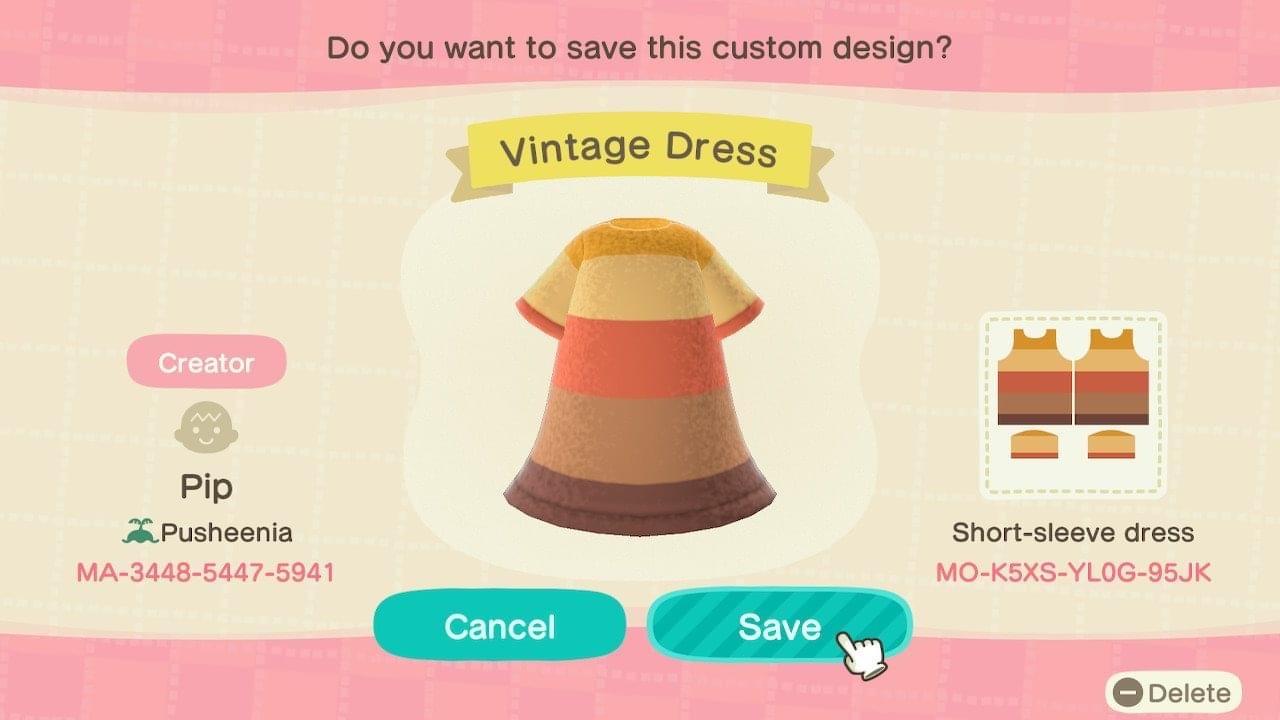 Do you want to save this custom design?
Vintage Dress
Creator
Pip
Pusheenia
MA-3448-5447-5941
Short-sleeve dress
MO-K5XS-YL0G-95JK
Cancel
Save
Delete